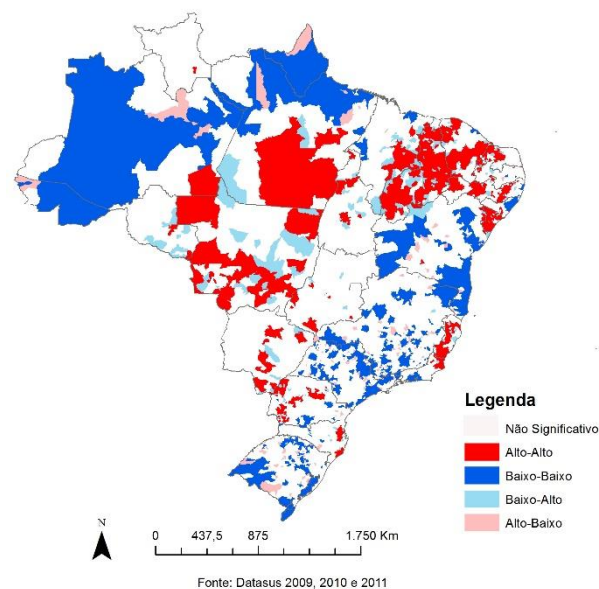 Legenda
Não Significativo
Alto-Alto
Baixo-Baixo
Baixo-Alto
Alto-Baixo
N
0 437,5 875 1.750 Km
Fonte: Datasus 2009, 2010 e 2011